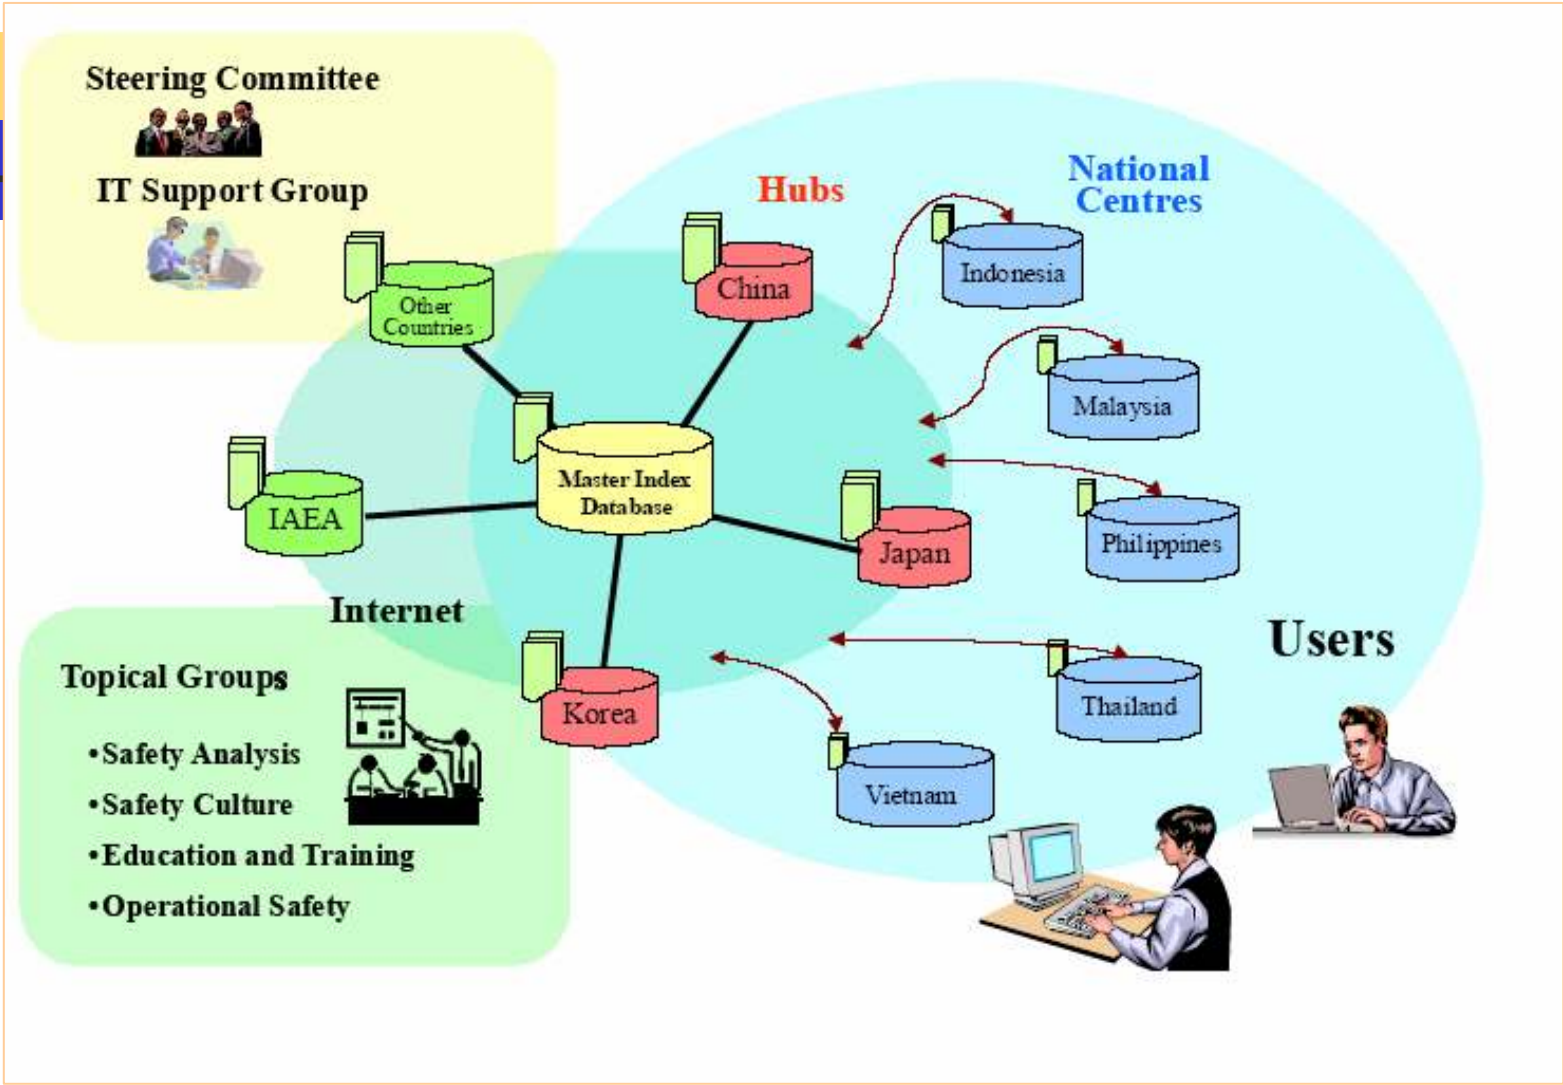 Steering Committee
IT Support Group
Hubs
National
Centres
China
Indonesia
Other
Countries
Malaysia
Master Index
Database
IAEA
Japan
Philippines
Internet
Users
Topical Groups
Korea
Thailand
•Safety Analysis
•Safety Culture
•Education and Training
•Operational Safety
Vietnam